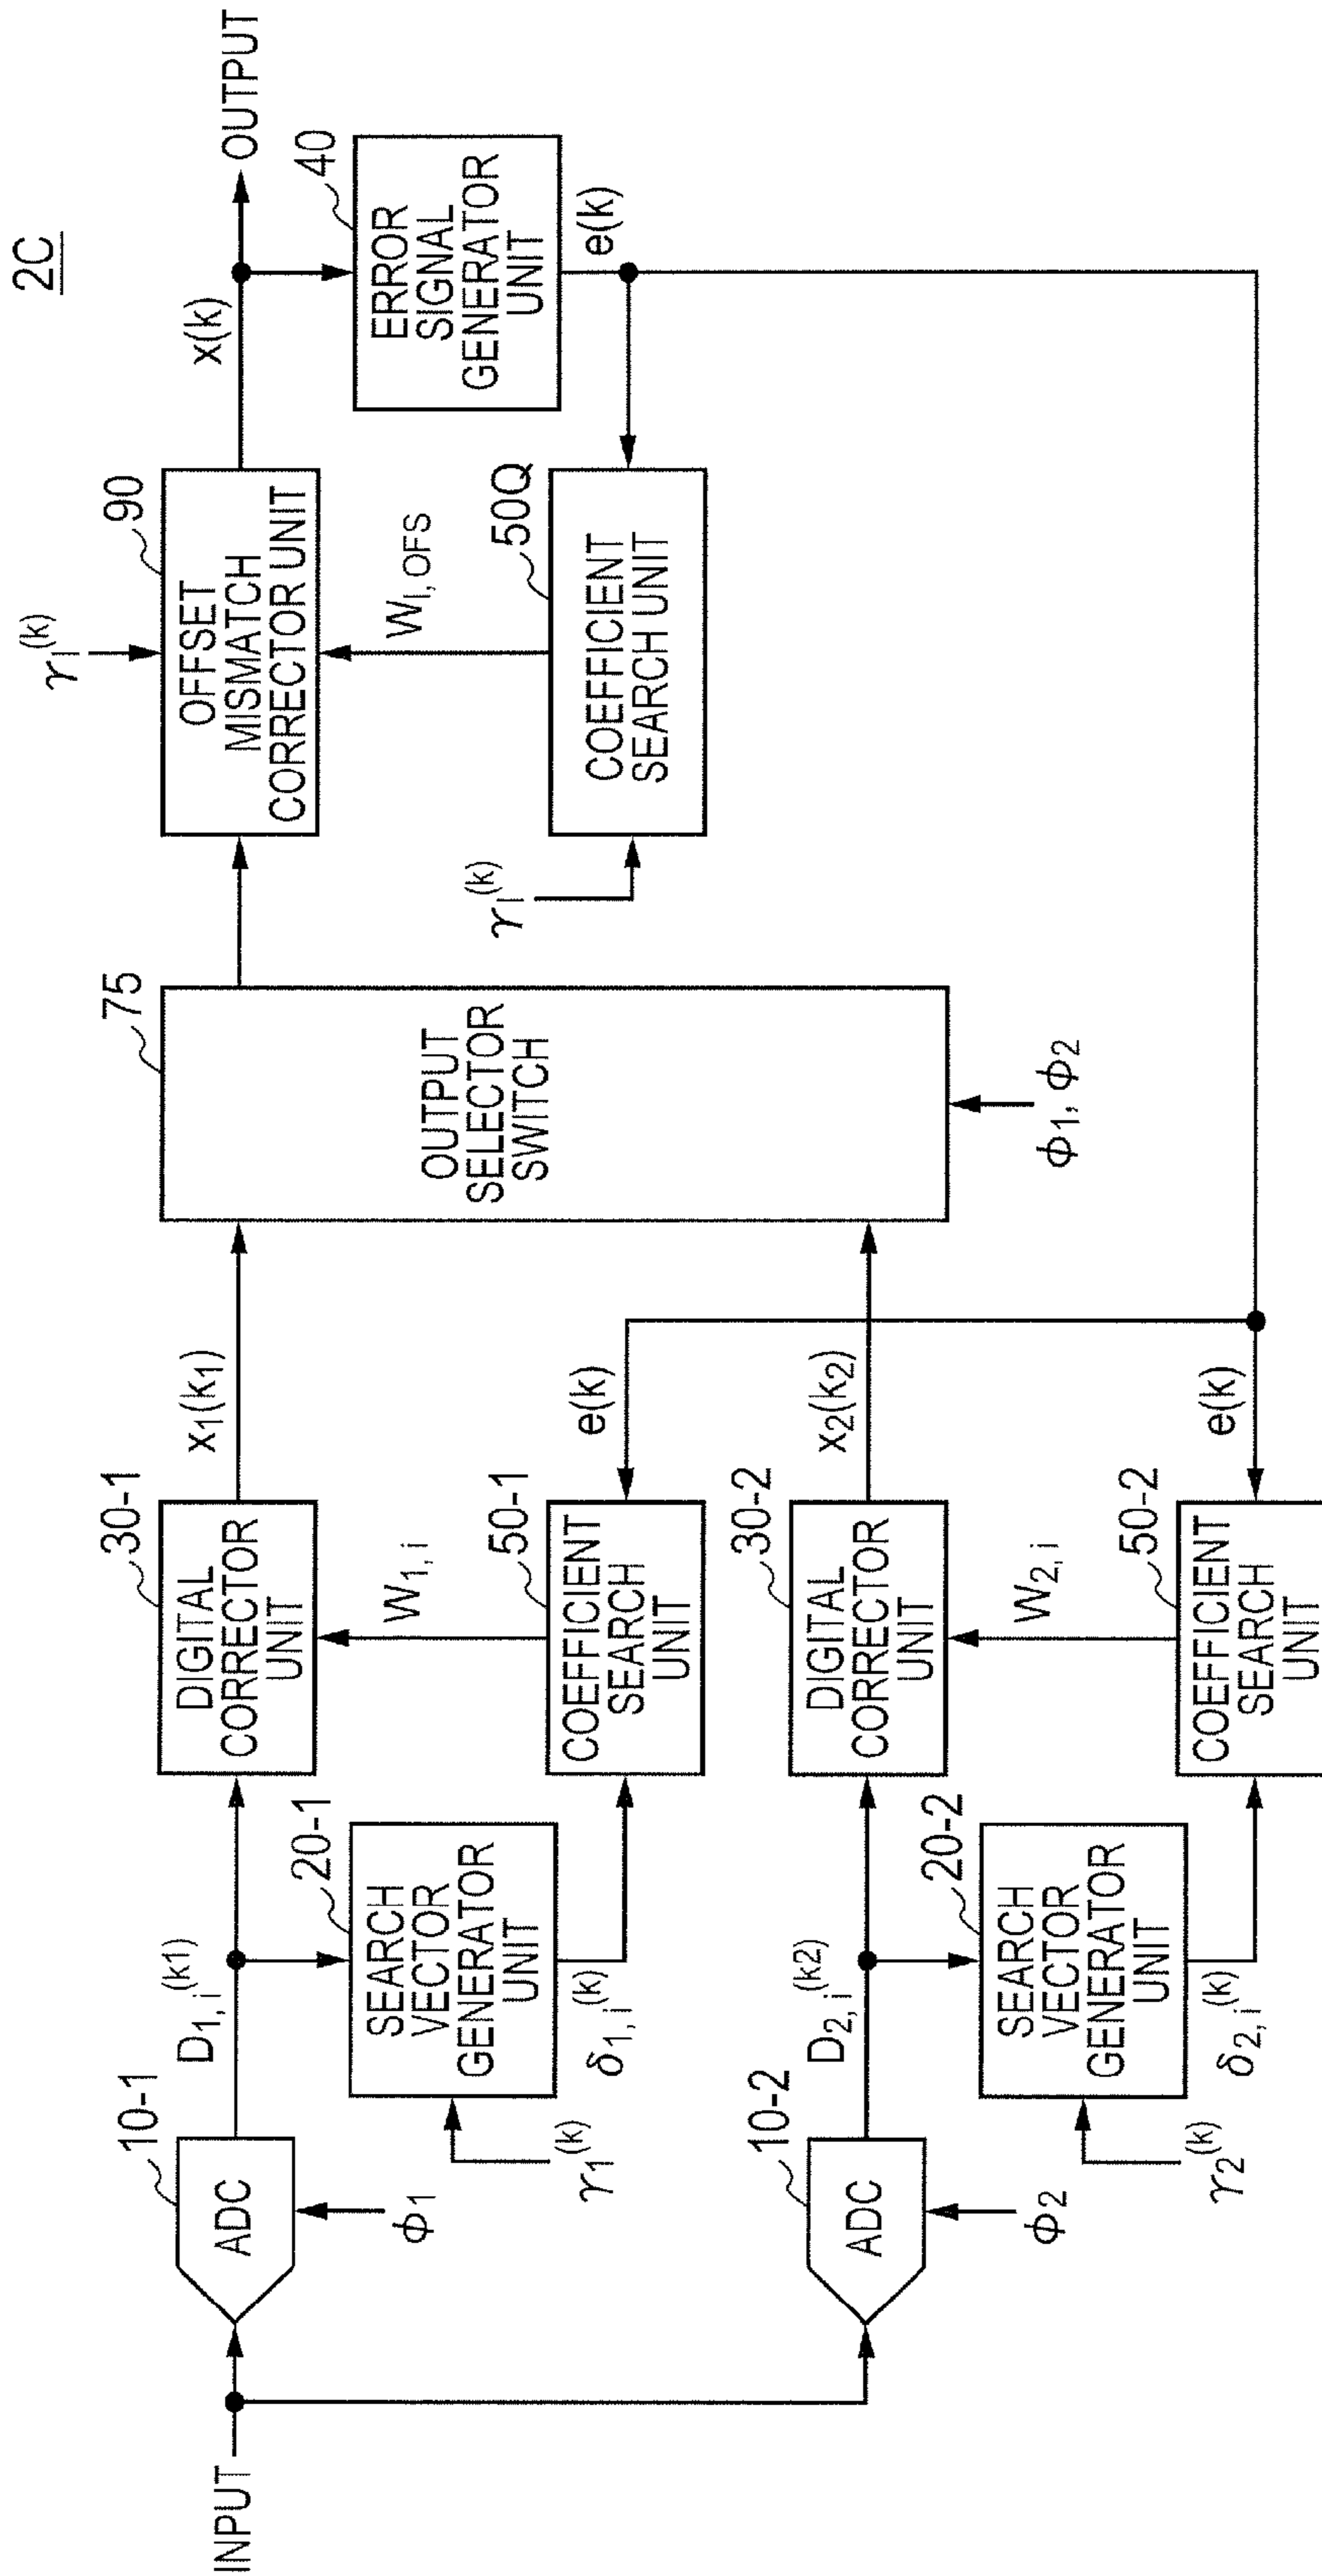 2C
INPUT
10-1
ADC
ϕ1
D1, i(k1)
20-1
SEARCH
VECTOR
GENERATOR
UNIT
γ1(k)
δ1, i(k)
30-1
DIGITAL
CORRECTOR
UNIT
W1, i
50-1
COEFFICIENT
SEARCH
UNIT
x1(k1)
e(k)
10-2
ADC
ϕ2
D2, i(k2)
20-2
SEARCH
VECTOR
GENERATOR
UNIT
γ2(k)
δ2, i(k)
30-2
DIGITAL
CORRECTOR
UNIT
W2, i
50-2
COEFFICIENT
SEARCH
UNIT
x2(k2)
e(k)
75
OUTPUT
SELECTOR
SWITCH
ϕ1, ϕ2
γl(k)
90
OFFSET
MISMATCH
CORRECTOR UNIT
Wl, OFS
γl(k)
50Q
COEFFICIENT
SEARCH UNIT
x(k)
OUTPUT
40
ERROR
SIGNAL
GENERATOR
UNIT
e(k)